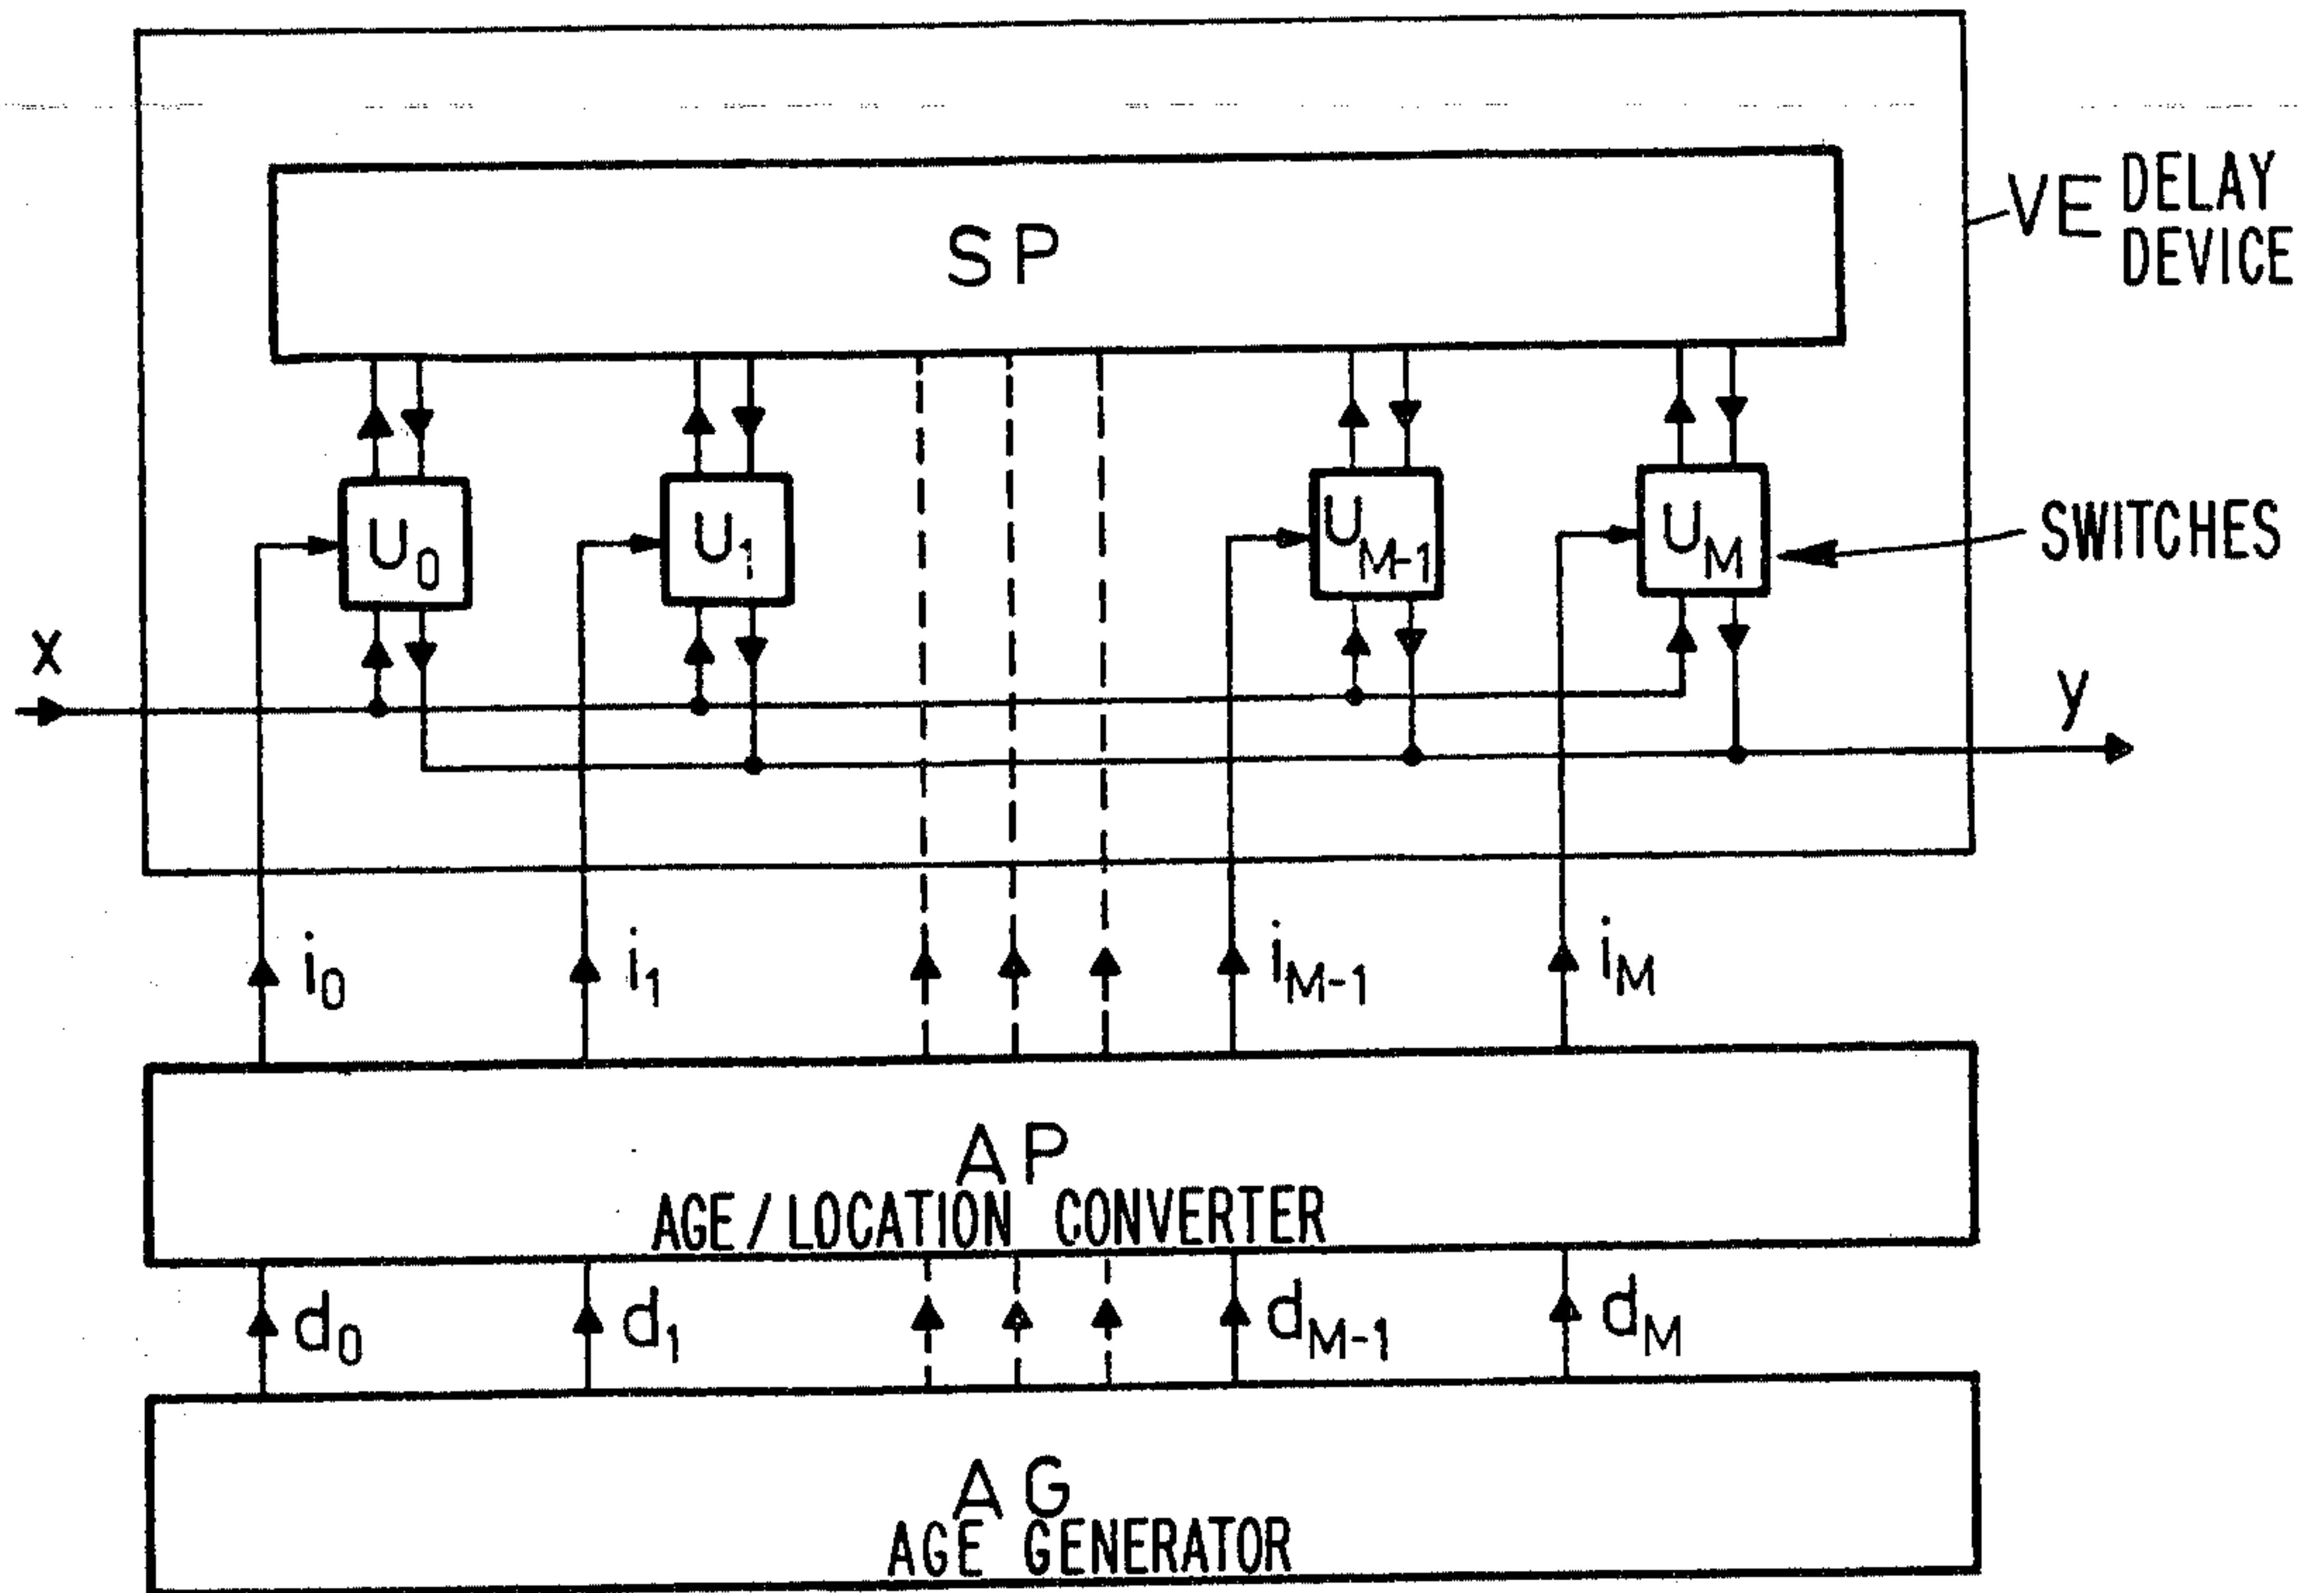 SP
VE DELAY
DEVICE
U0 U1 UM-1 UM
SWITCHES
x
y
i0 i1 iM-1 iM
AP
AGE/LOCATION CONVERTER
d0 d1 dM-1 dM
AG
AGE GENERATOR